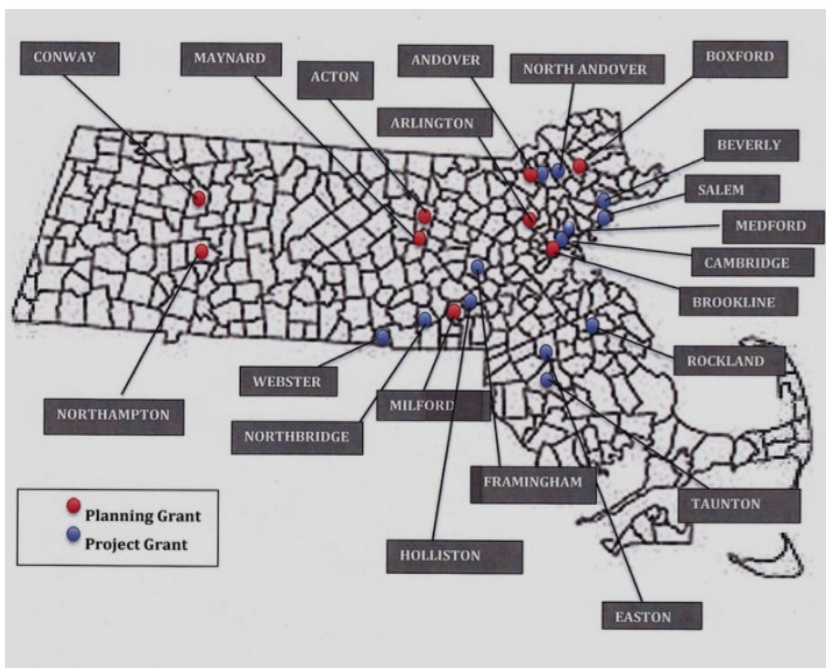 CONWAY
MAYNARD
ACTON
ANDOVER
NORTH ANDOVER
BOXFORD
ARLINGTON
BEVERLY
SALEM
MEDFORD
CAMBRIDGE
BROOKLINE
ROCKLAND
WEBSTER
NORTHAMPTON
NORTHBRIDGE
MILFORD
FRAMINGHAM
TAUNTON
HOLLISTON
EASTON
Planning Grant
Project Grant